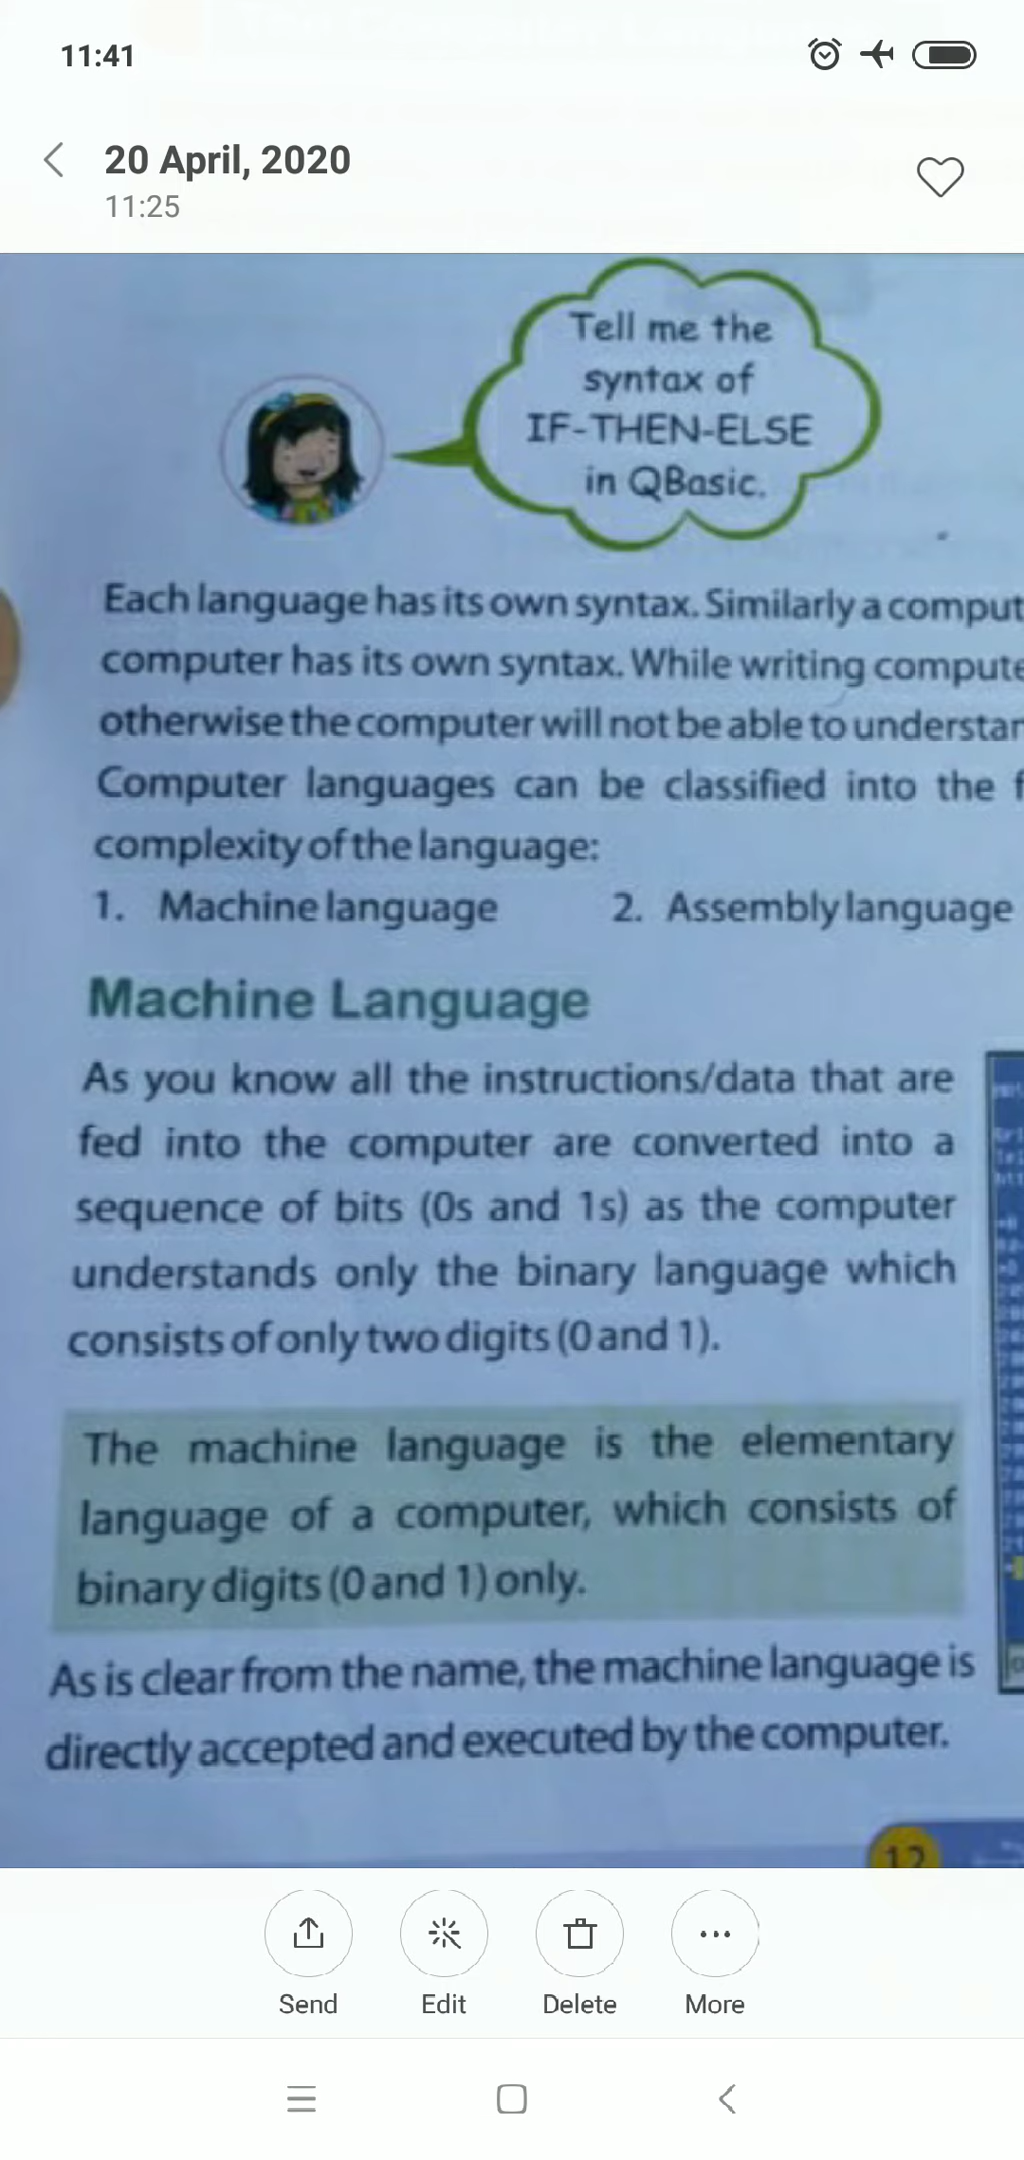 11:41
20 April, 2020
11:25
Tell me the
syntax of
IF-THEN-ELSE
in QBasic.
Each language has its own syntax. Similarly a comput
computer has its own syntax. While writing compute
otherwise the computer will not be able to understan
Computer languages can be classified into the f
complexity of the language:
1. Machine language 2. Assembly language
Machine Language
As you know all the instructions/data that are
fed into the computer are converted into a
sequence of bits (0s and 1s) as the computer
understands only the binary language which
consists of only two digits (0 and 1).
The machine language is the elementary
language of a computer, which consists of
binary digits (0 and 1) only.
As is clear from the name, the machine language is
directly accepted and executed by the computer.
12
Send Edit Delete More